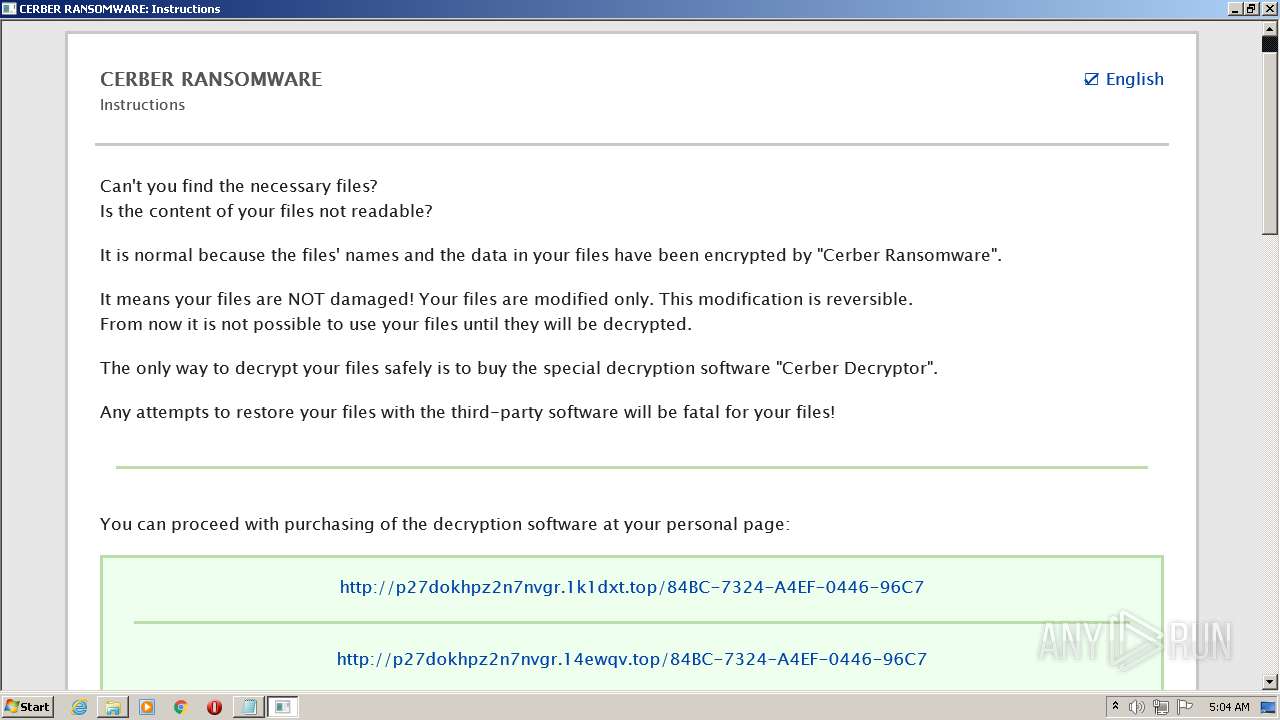 CERBER RANSOMWARE: Instructions
CERBER RANSOMWARE
English
Instructions
Can't you find the necessary files?
Is the content of your files not readable?
It is normal because the files' names and the data in your files have been encrypted by "Cerber Ransomware".
It means your files are NOT damaged! Your files are modified only. This modification is reversible.
From now it is not possible to use your files until they will be decrypted.
The only way to decrypt your files safely is to buy the special decryption software "Cerber Decryptor".
Any attempts to restore your files with the third-party software will be fatal for your files!
You can proceed with purchasing of the decryption software at your personal page:
http://p27dokhpz2n7nvgr.1k1dxt.top/84BC-7324-A4EF-0446-96C7
http://p27dokhpz2n7nvgr.14ewqv.top/84BC-7324-A4EF-0446-96C7
ANY RUN
Start
5:04 AM